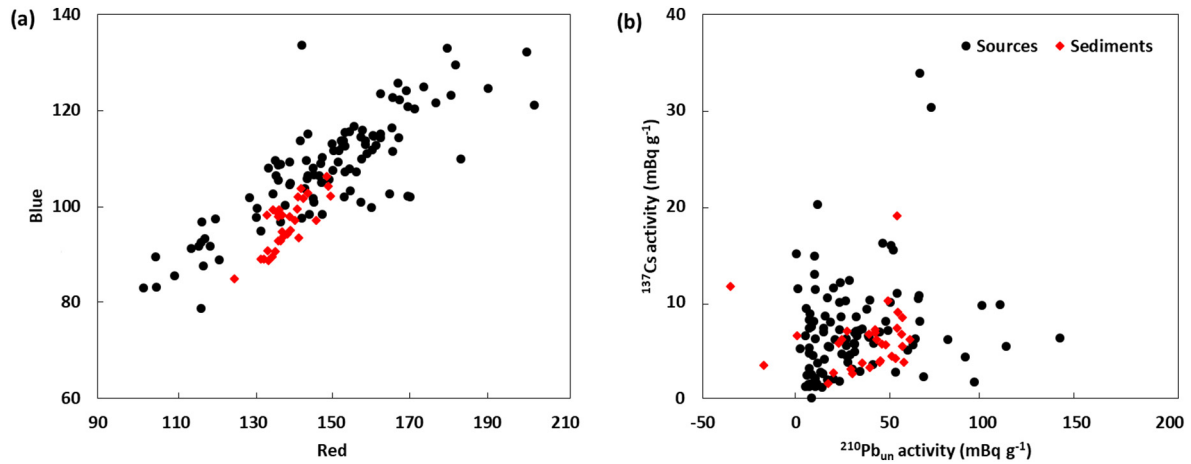 (a)
140
120
100
80
60
Blue
90 110 130 150 170 190 210
Red
(b)
40
30
20
10
0
¹³⁷Cs activity (mBq g⁻¹)
Sources Sediments
-50 0 50 100 150 200
²¹⁰Pbᵤₙ activity (mBq g⁻¹)